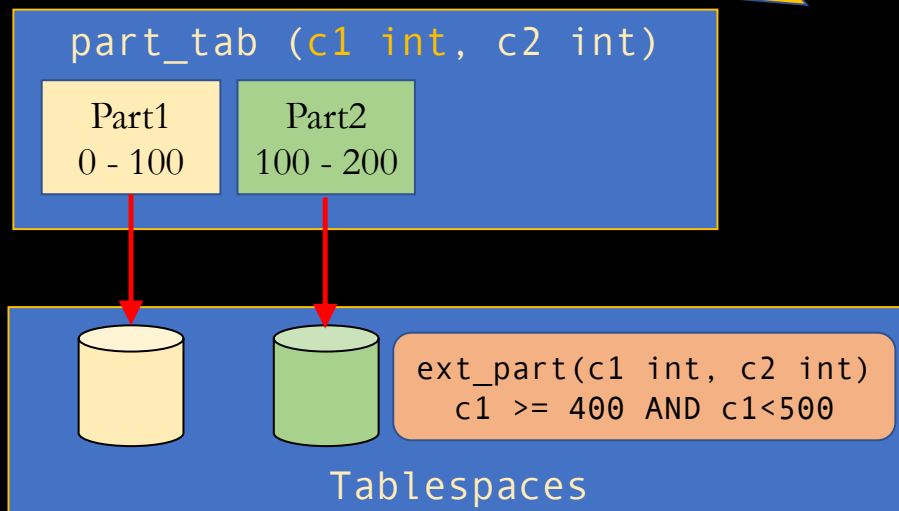 part_tab (c1 int, c2 int)
Part1
0 - 100
Part2
100 - 200
ext_part(c1 int, c2 int)
c1 >= 400 AND c1<500
Tablespaces